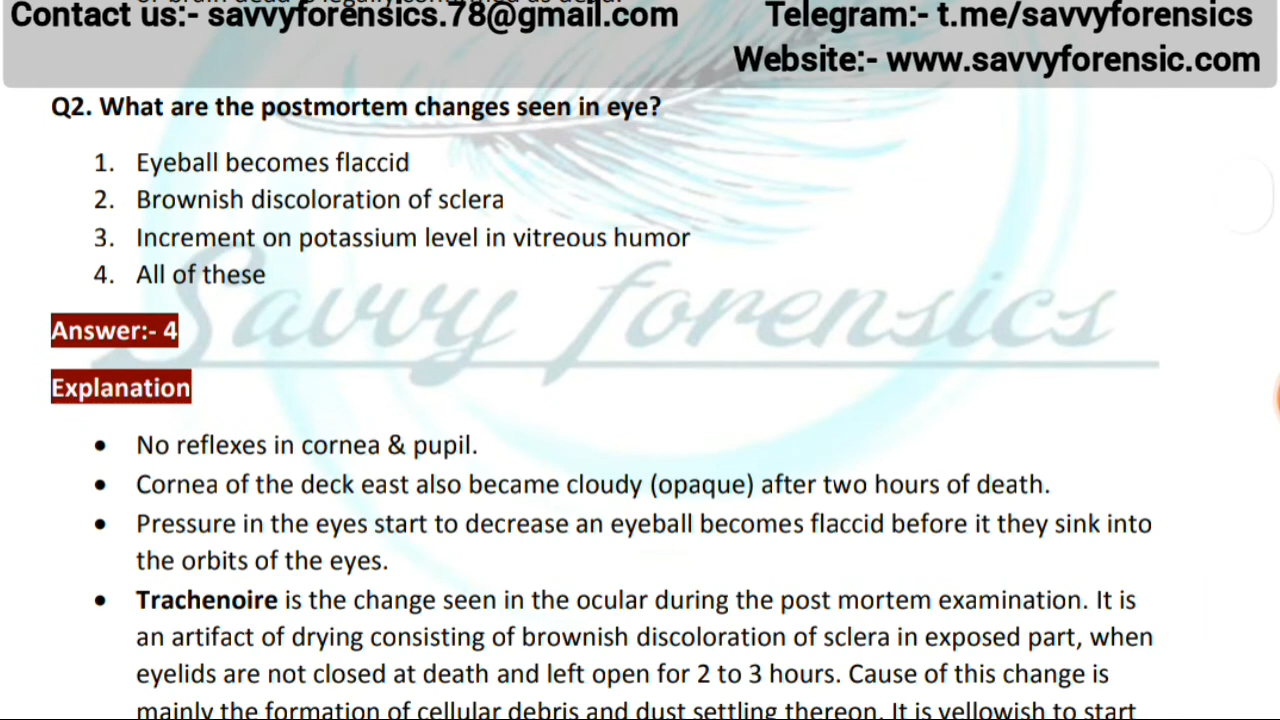 Contact us:- savvyforensics.78@gmail.com
Telegram:- t.me/savvyforensics
Website:- www.savvyforensic.com
Q2. What are the postmortem changes seen in eye?
1. Eyeball becomes flaccid
2. Brownish discoloration of sclera
3. Increment on potassium level in vitreous humor
4. All of these
Savvy forensics
Answer:- 4
Explanation
• No reflexes in cornea & pupil.
• Cornea of the deck east also became cloudy (opaque) after two hours of death.
• Pressure in the eyes start to decrease an eyeball becomes flaccid before it they sink into
the orbits of the eyes.
• Trachenoire is the change seen in the ocular during the post mortem examination. It is
an artifact of drying consisting of brownish discoloration of sclera in exposed part, when
eyelids are not closed at death and left open for 2 to 3 hours. Cause of this change is
mainly the formation of cellular debris and dust settling thereon. It is yellowish to start